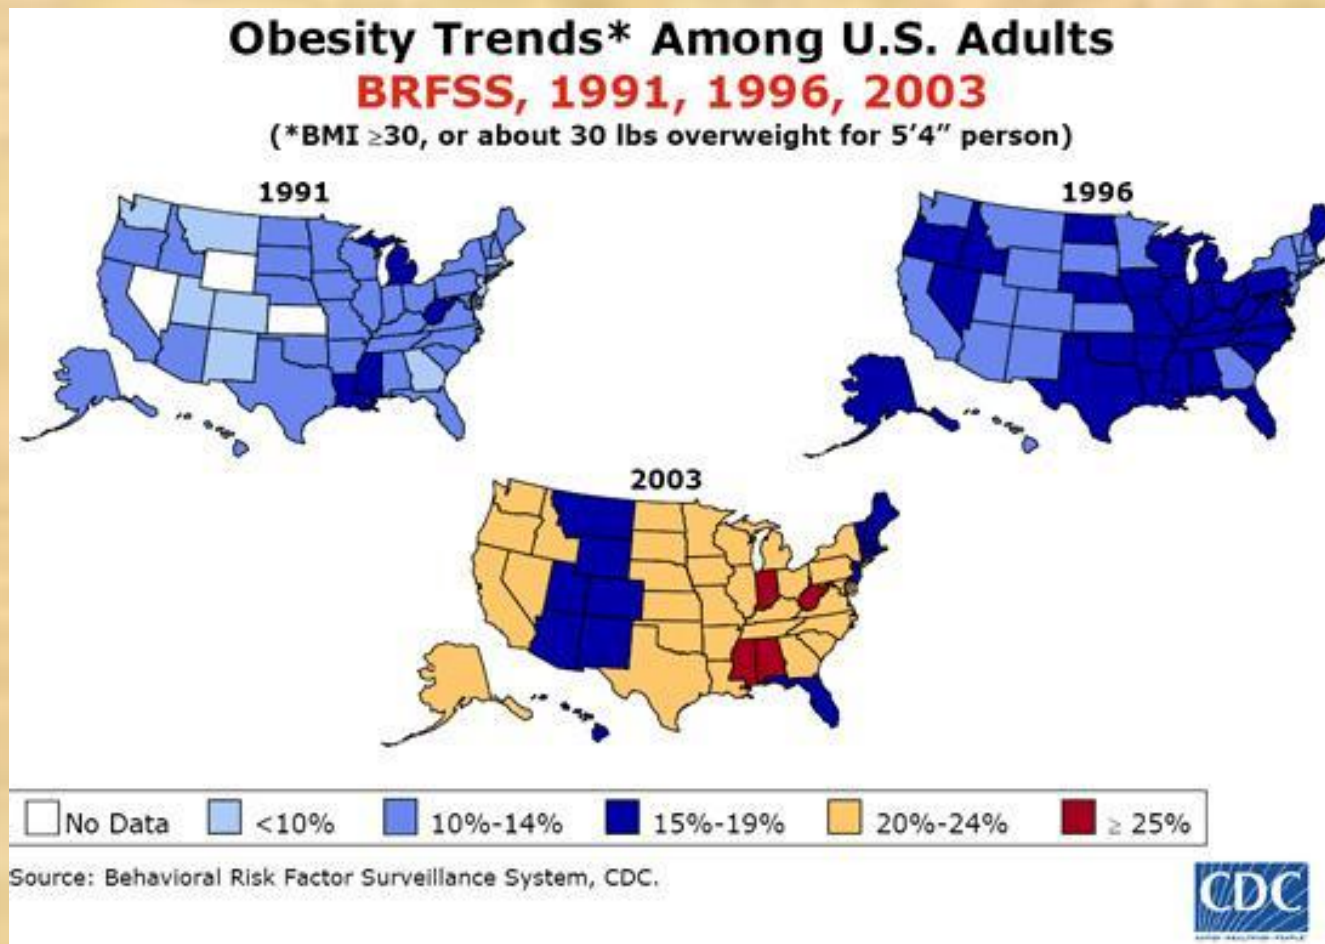 Obesity Trends* Among U.S. Adults
BRFSS, 1991, 1996, 2003
(*BMI ≥30, or about 30 lbs overweight for 5’4” person)
1991
1996
2003
No Data
<10%
10%-14%
15%-19%
20%-24%
≥ 25%
Source: Behavioral Risk Factor Surveillance System, CDC.
CDC